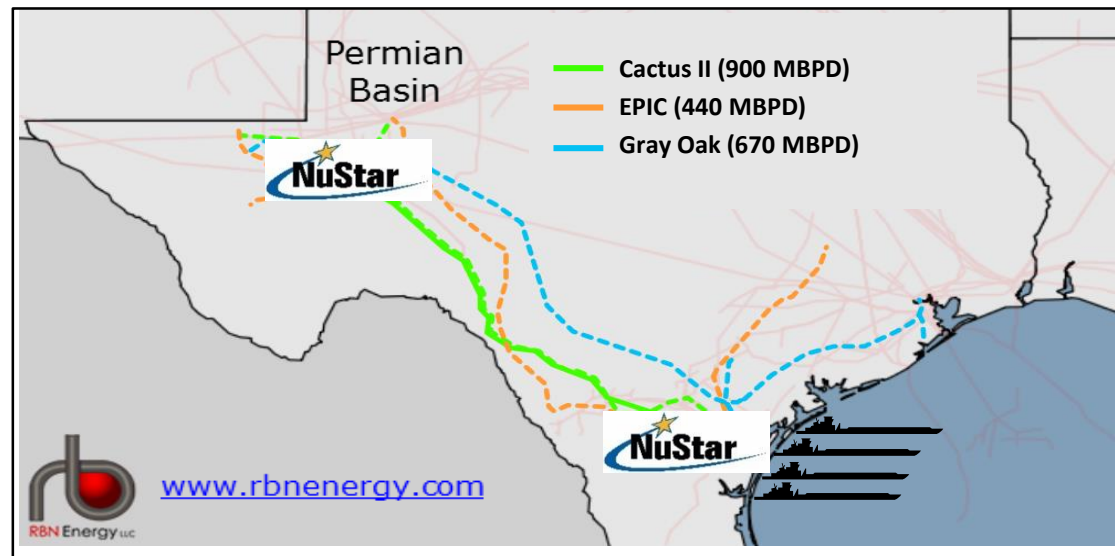 Permian
Basin
Cactus II (900 MBPD)
EPIC (440 MBPD)
Gray Oak (670 MBPD)
NuStar
NuStar
rb
RBN Energy LLC
www.rbnenergy.com